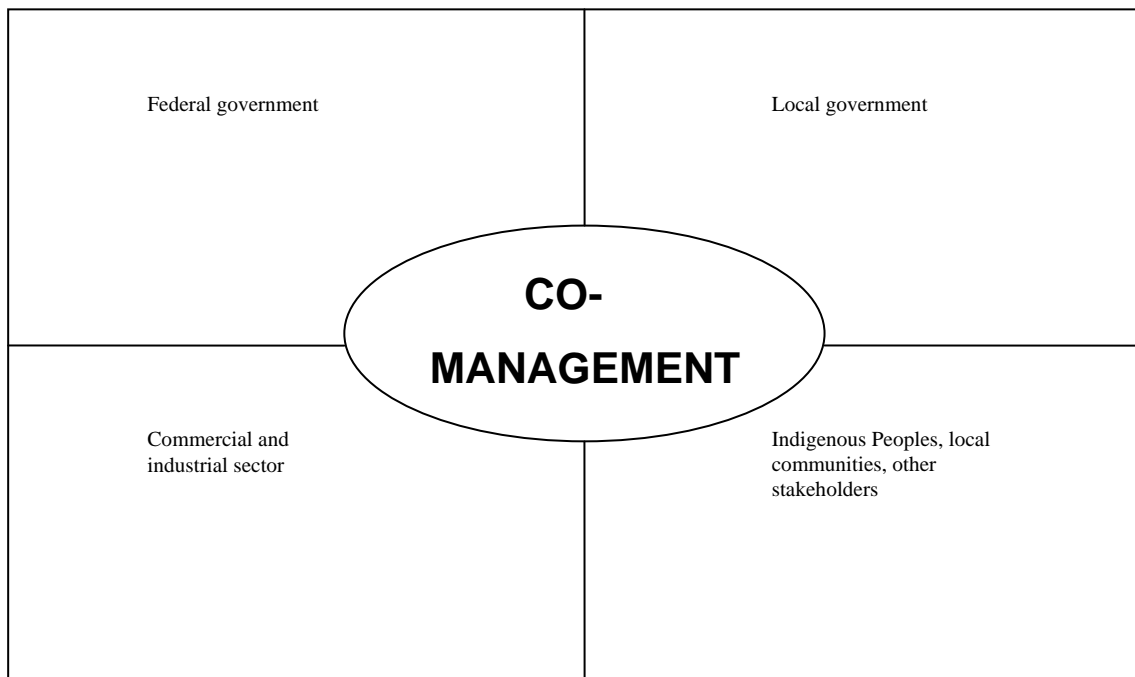 Federal government
Local government
CO-
MANAGEMENT
Commercial and
industrial sector
Indigenous Peoples, local
communities, other
stakeholders